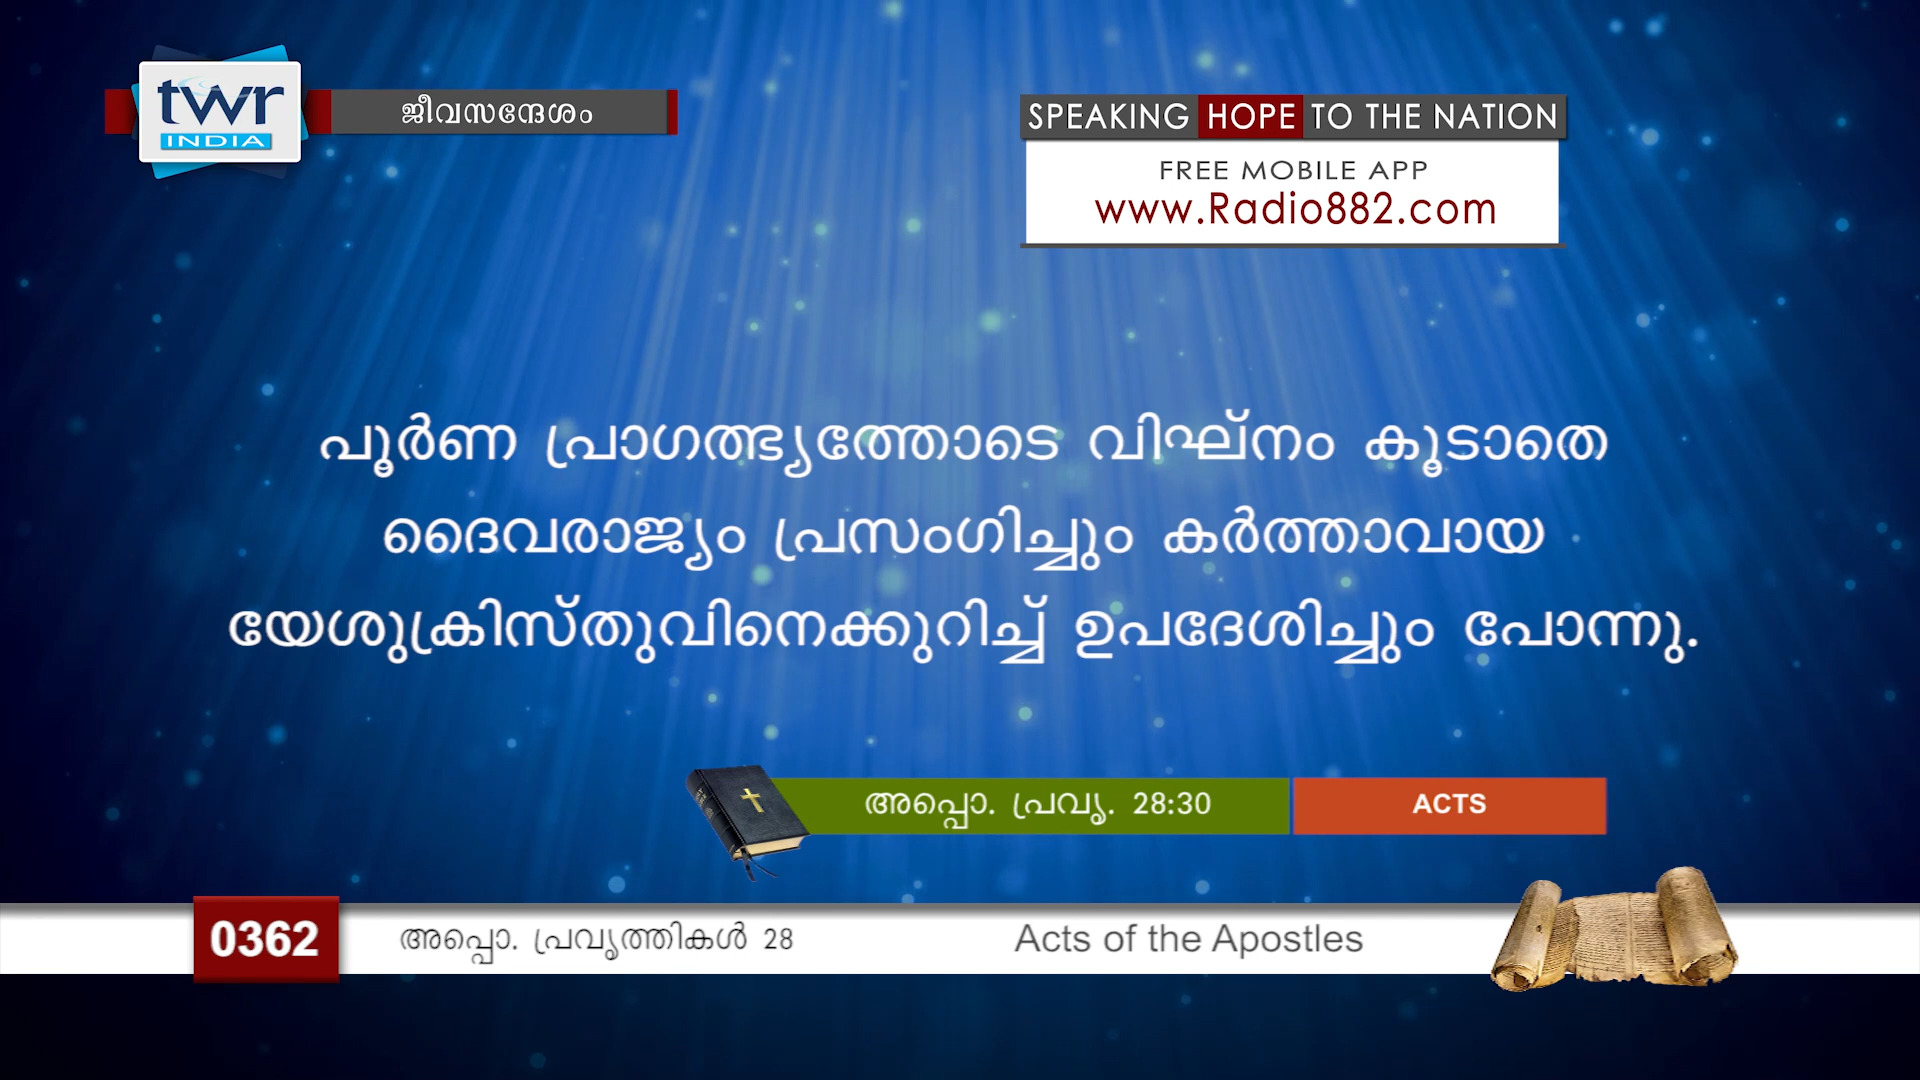 twr
INDIA
ജീവസന്ദേശം
SPEAKING HOPE TO THE NATION
FREE MOBILE APP
www.Radio882.com
പൂർണ പ്രാഗത്ഭ്യത്തോടെ വിഘ്നം കൂടാതെ
ദൈവരാജ്യം പ്രസംഗിച്ചും കർത്താവായ
യേശുക്രിസ്തുവിനെക്കുറിച്ച് ഉപദേശിച്ചും പോന്നു.
അപ്പൊ. പ്രവൃ. 28:30
ACTS
0362
അപ്പൊ. പ്രവൃത്തികൾ 28
Acts of the Apostles